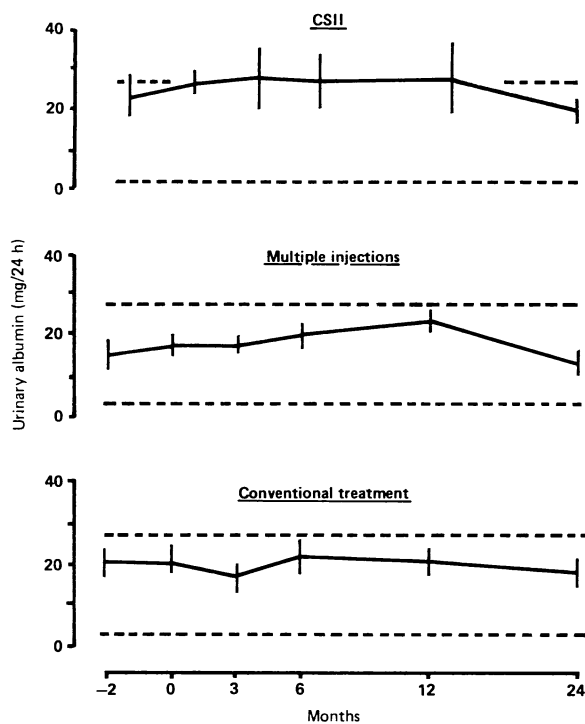 CSII
40
20
0
Multiple injections
40
20
0
Urinary albumin (mg/24 h)
Conventional treatment
40
20
0
−2 0 3 6 12 24
Months